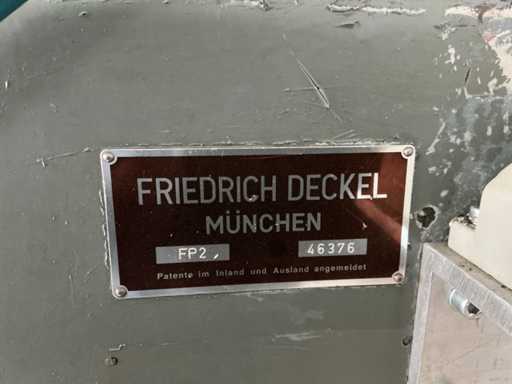 FRIEDRICH DECKEL
MÜNCHEN
FP2, 46376
Patente im Inland und Ausland angemeldet